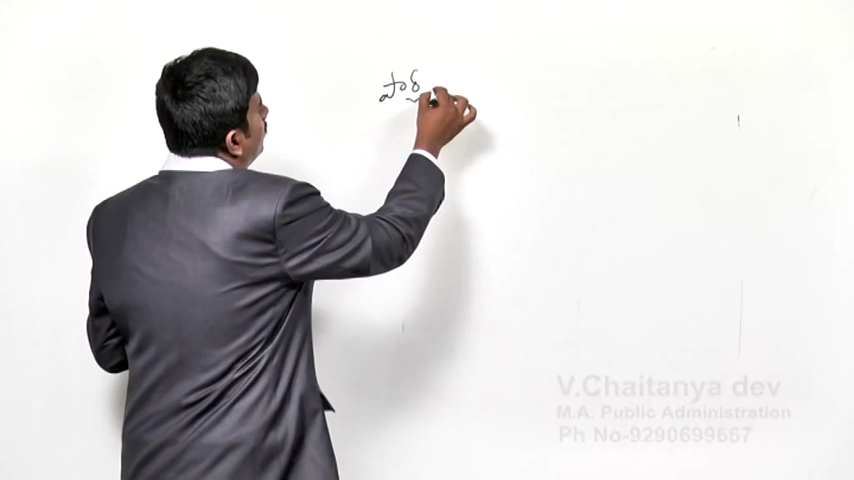 పార్
V.Chaitanya dev
M.A. Public Administration
Ph No-9290699667